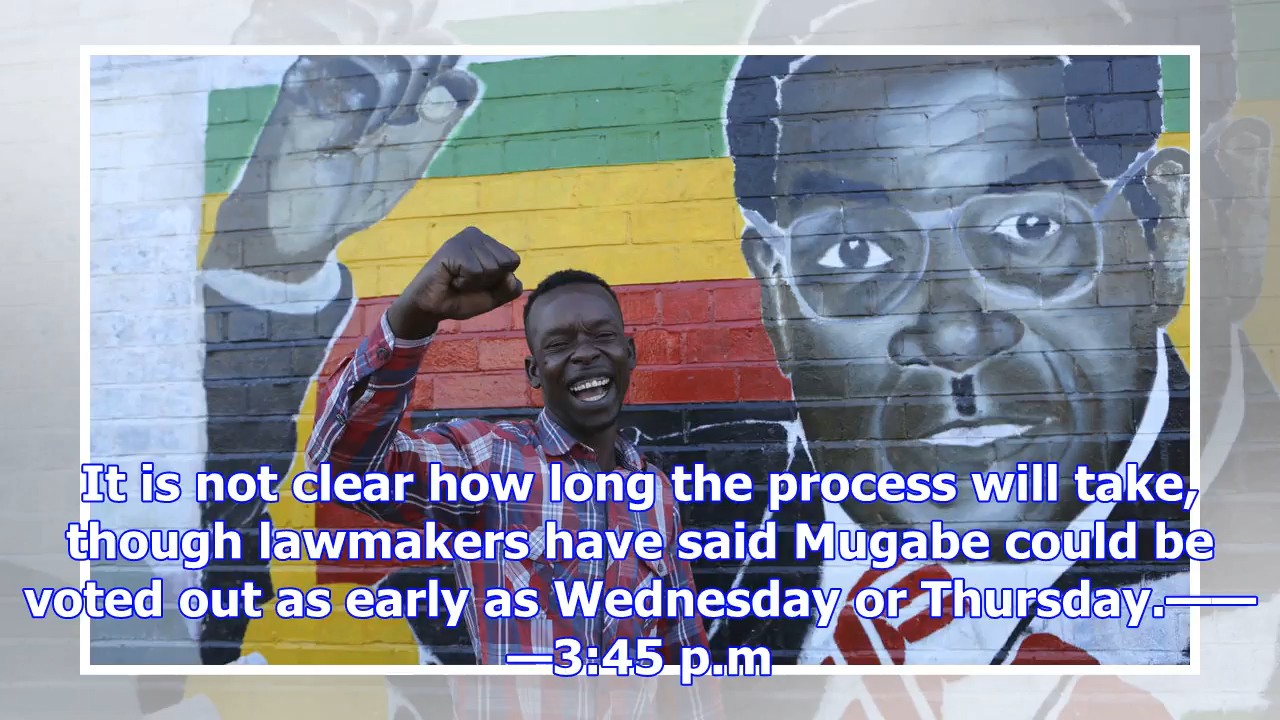 It is not clear how long the process will take,
though lawmakers have said Mugabe could be
voted out as early as Wednesday or Thursday.——
—3:45 p.m